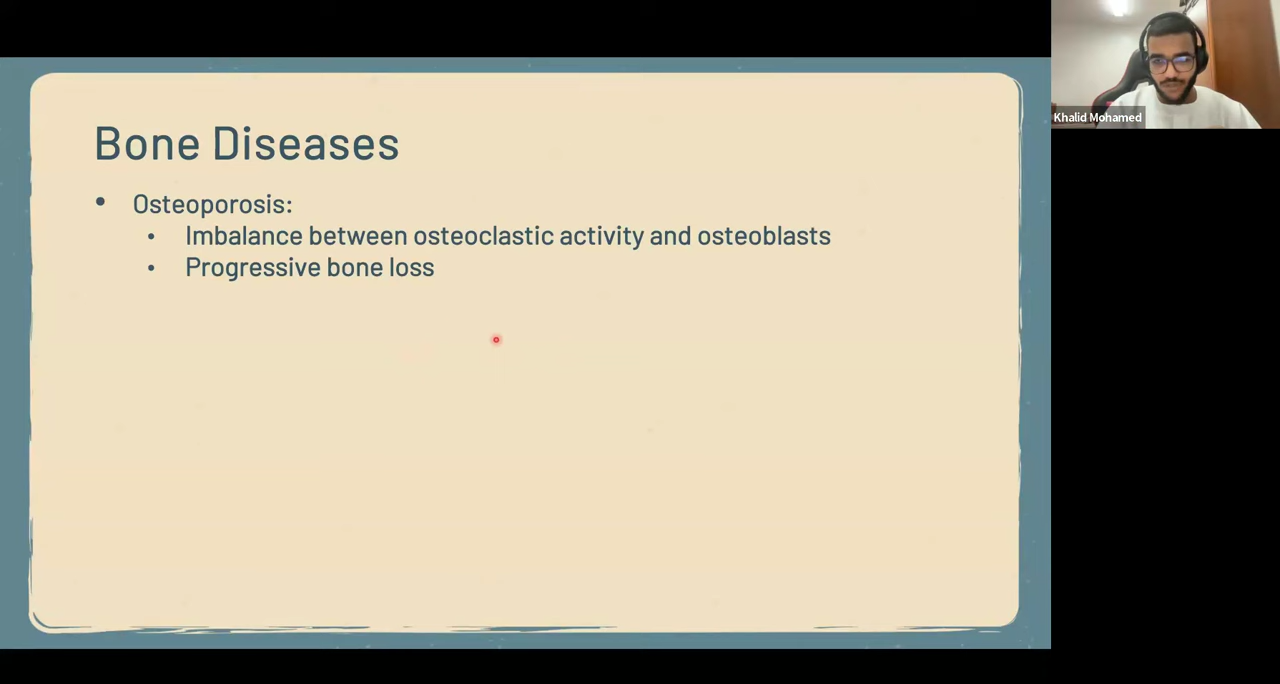 Bone Diseases
• Osteoporosis:
• Imbalance between osteoclastic activity and osteoblasts
• Progressive bone loss
Khalid Mohamed